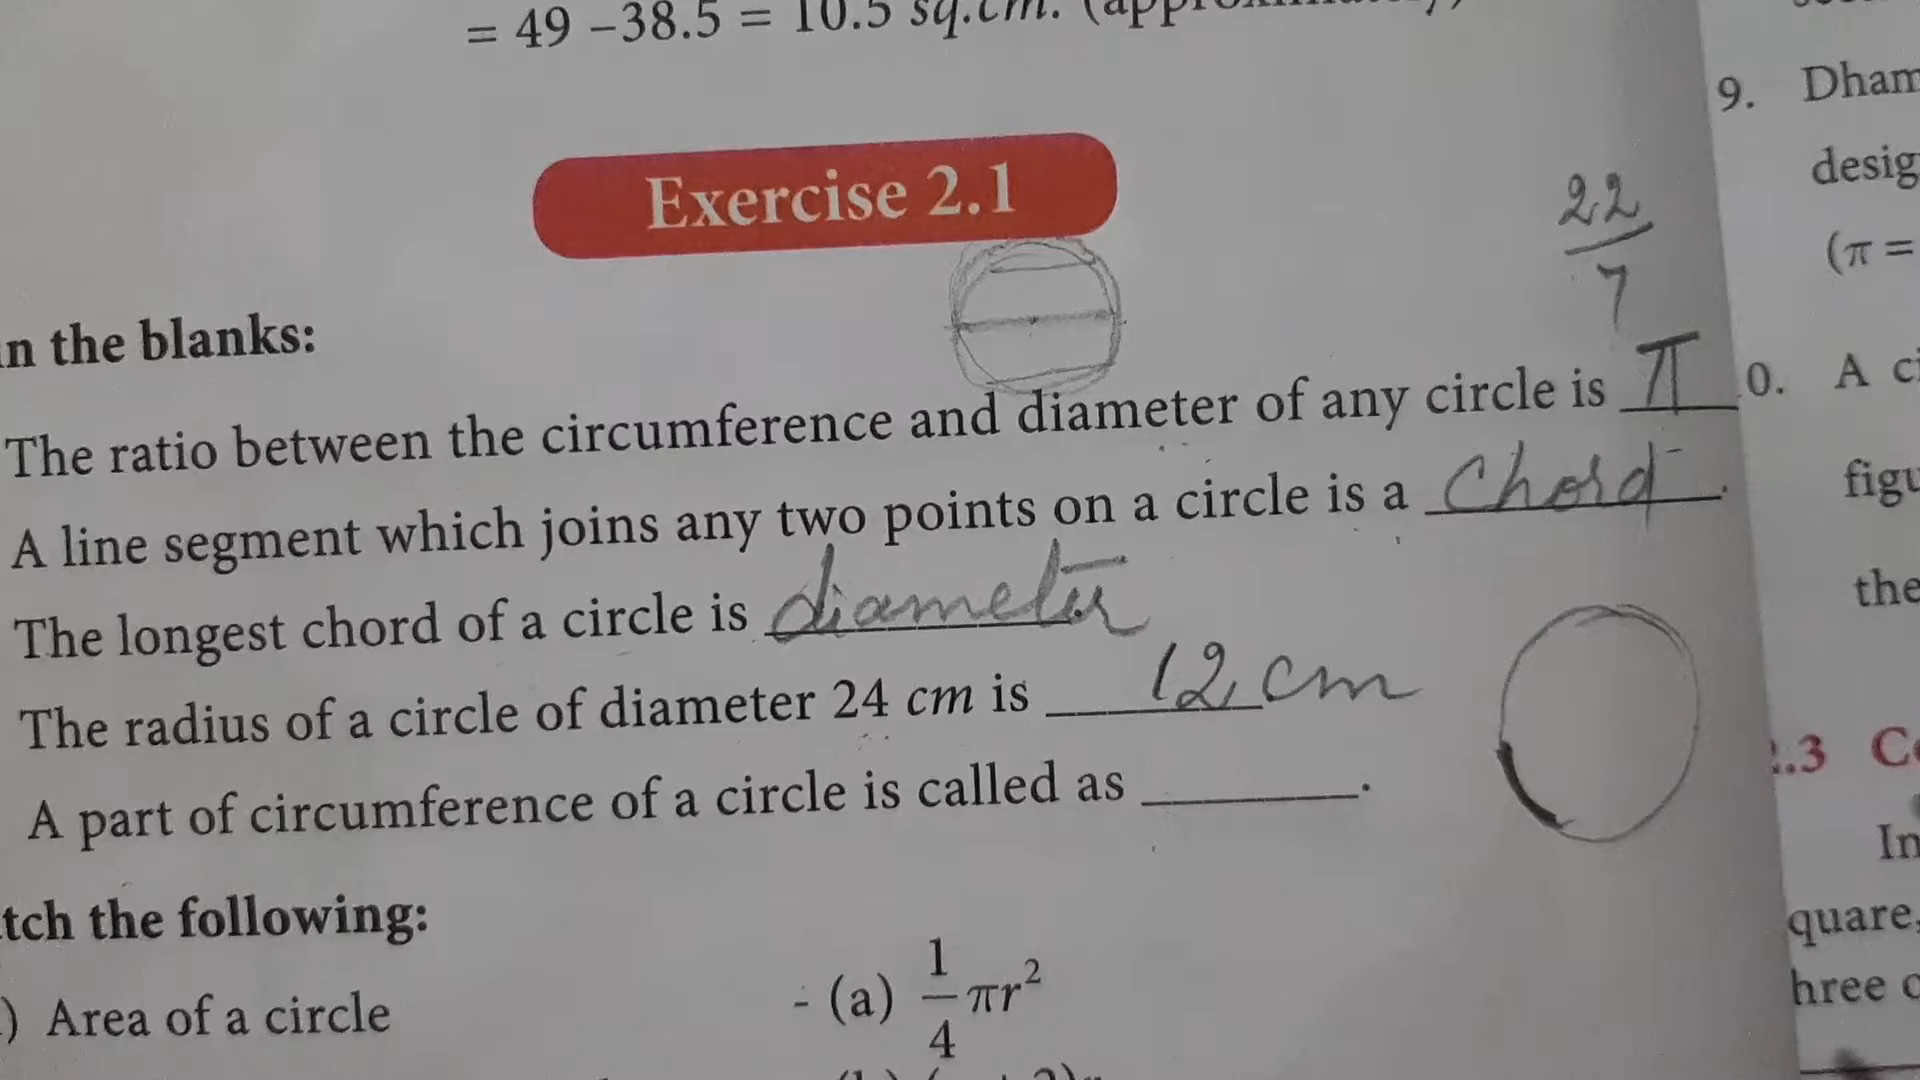 = 49 –38.5 = 10.5 sq.cm.
Exercise 2.1
22
7
n the blanks:
The ratio between the circumference and diameter of any circle is π
A line segment which joins any two points on a circle is a Chord.
The longest chord of a circle is diameter
The radius of a circle of diameter 24 cm is 12 cm
A part of circumference of a circle is called as ________.
tch the following:
) Area of a circle - (a) 1/4 πr²
9. Dham
desig
(π =
0. A ci
figu
the
.3 Co
In
quare,
hree